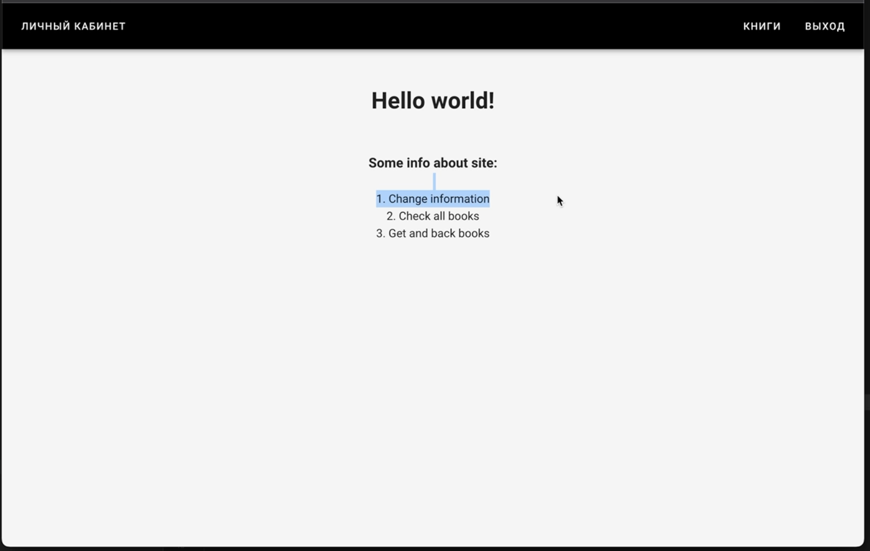 ЛИЧНЫЙ КАБИНЕТ КНИГИ ВЫХОД
Hello world!
Some info about site:
1. Change information
2. Check all books
3. Get and back books